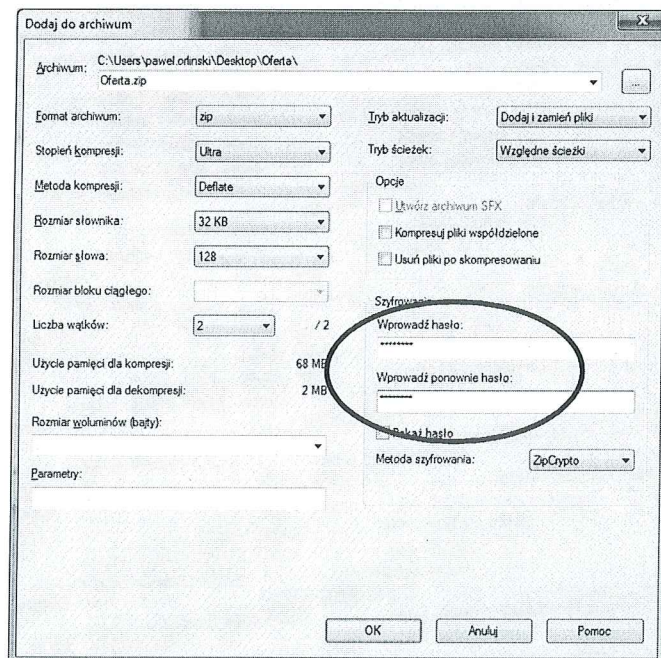 Dodaj do archiwum
Archiwum:
C:\Users\pawel.orlinski\Desktop\Oferta\
Oferta.zip
...
Format archiwum:
zip
Stopień kompresji:
Ultra
Metoda kompresji:
Deflate
Rozmiar słownika:
32 KB
Rozmiar słowa:
128
Rozmiar bloku ciągłego:
Liczba wątków:
2
/ 2
Użycie pamięci dla kompresji:
68 MB
Użycie pamięci dla dekompresji:
2 MB
Rozmiar woluminów (bajty):
Parametry:
Tryb aktualizacji:
Dodaj i zamień pliki
Tryb ścieżek:
Względne ścieżki
Opcje
Utwórz archiwum SFX
Kompresuj pliki współdzielone
Usuń pliki po skompresowaniu
Szyfrowanie
Wprowadź hasło:
********
Wprowadź ponownie hasło:
********
Pokaż hasło
Metoda szyfrowania:
ZipCrypto
OK
Anuluj
Pomoc